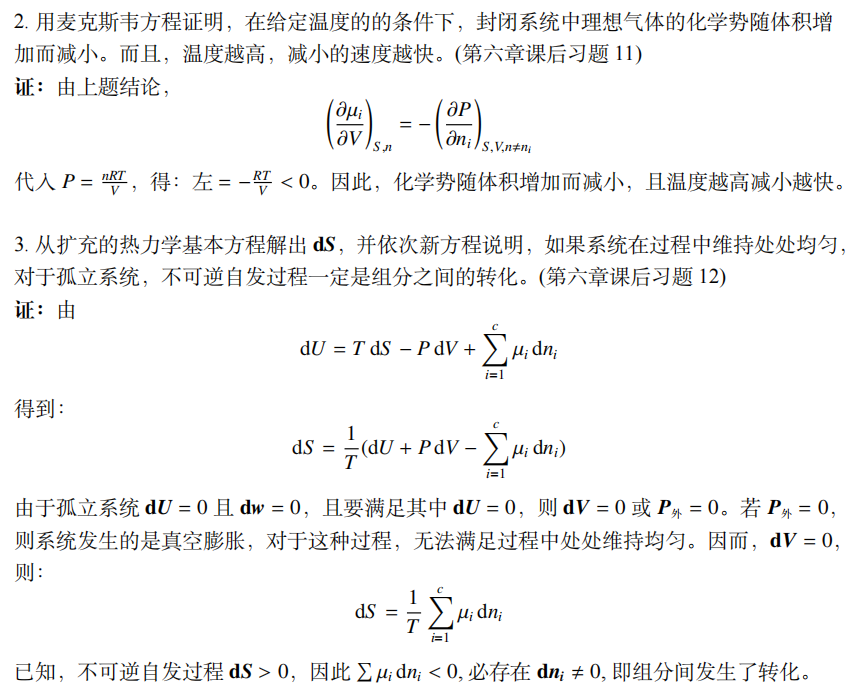 2. 用麦克斯韦方程证明，在给定温度的的条件下，封闭系统中理想气体的化学势随体积增
加而减小。而且，温度越高，减小的速度越快。(第六章课后习题 11)
证：由上题结论，
(∂μᵢ/∂V)_{S,n} = −(∂P/∂nᵢ)_{S,V,n≠nᵢ}
代入 P = nRT/V，得：左 = −RT/V < 0。因此，化学势随体积增加而减小，且温度越高减小越快。
3. 从扩充的热力学基本方程解出 dS，并依次新方程说明，如果系统在过程中维持处处均匀，
对于孤立系统，不可逆自发过程一定是组分之间的转化。(第六章课后习题 12)
证：由
dU = T dS − P dV + ∑_{i=1}^{c} μᵢ dnᵢ
得到：
dS = 1/T (dU + P dV − ∑_{i=1}^{c} μᵢ dnᵢ)
由于孤立系统 dU = 0 且 dw = 0，且要满足其中 dU = 0，则 dV = 0 或 P外 = 0。若 P外 = 0，
则系统发生的是真空膨胀，对于这种过程，无法满足过程中处处维持均匀。因而，dV = 0，
则：
dS = 1/T ∑_{i=1}^{c} μᵢ dnᵢ
已知，不可逆自发过程 dS > 0，因此 ∑ μᵢ dnᵢ < 0, 必存在 dnᵢ ≠ 0, 即组分间发生了转化。